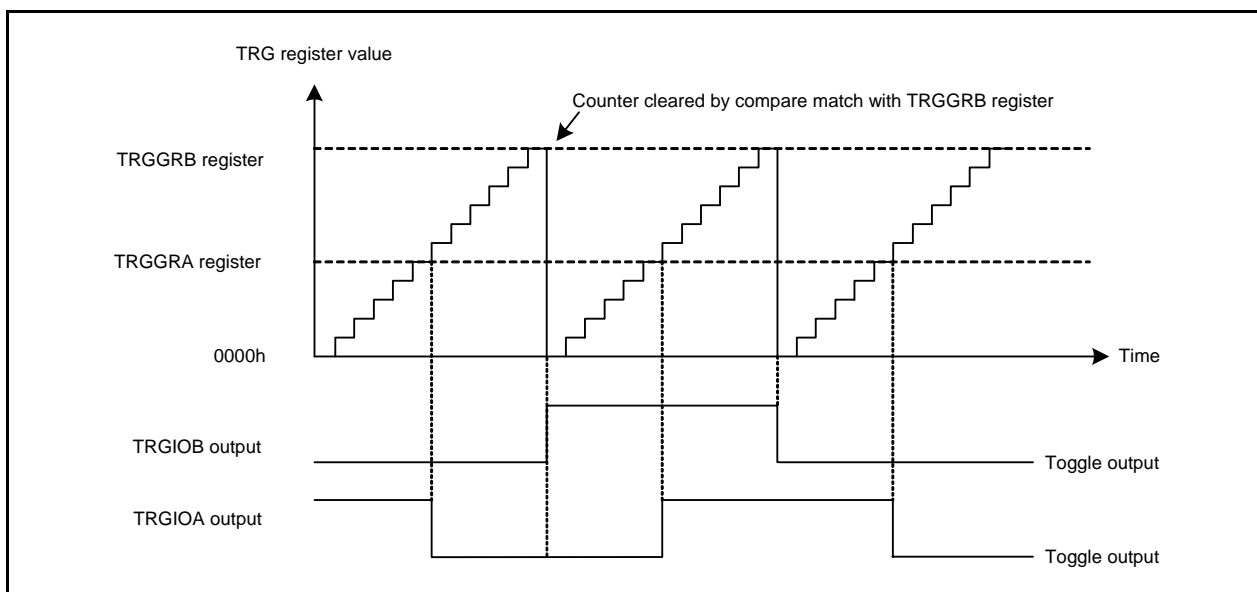 TRG register value
Counter cleared by compare match with TRGGRB register
TRGGRB register
TRGGRA register
0000h
Time
TRGIOB output
Toggle output
TRGIOA output
Toggle output